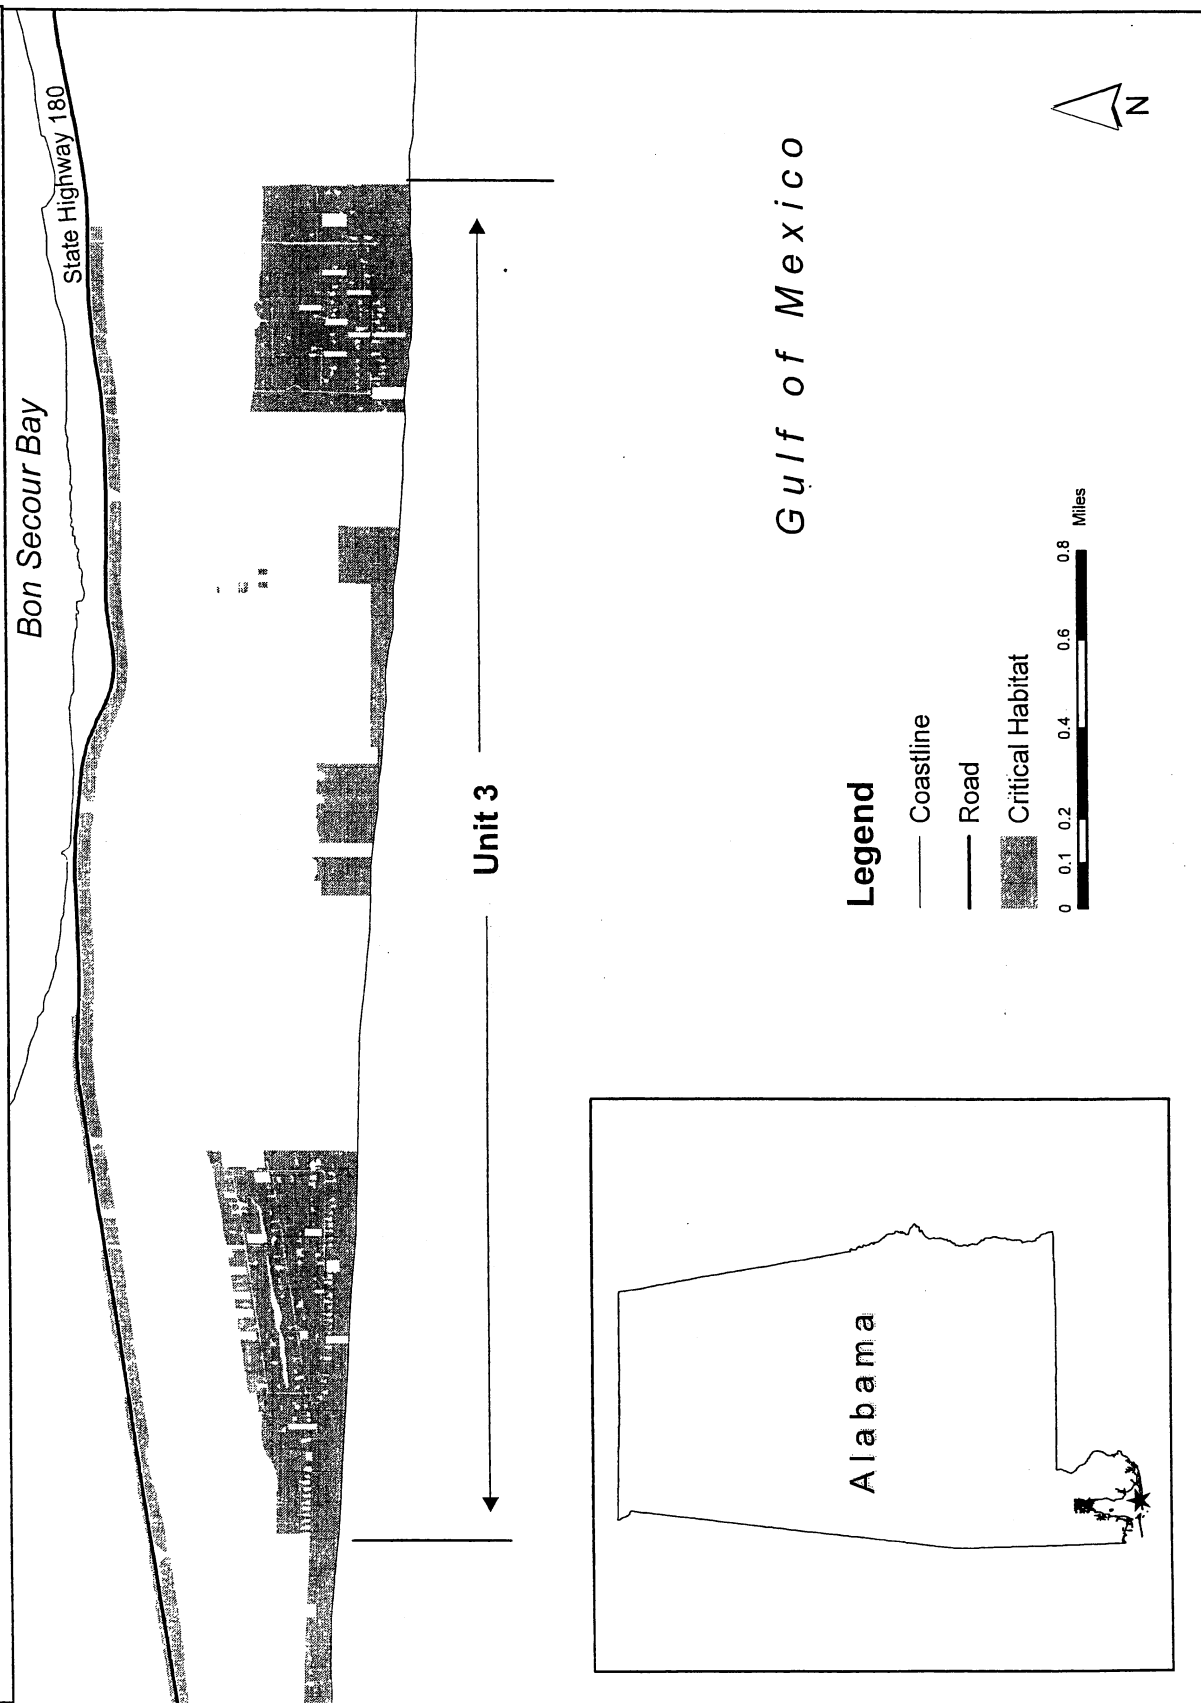 Bon Secour Bay
State Highway 180
Unit 3
Gulf of Mexico
N
Legend
Coastline
Road
Critical Habitat
0 0.1 0.2 0.4 0.6 0.8
Miles
Alabama